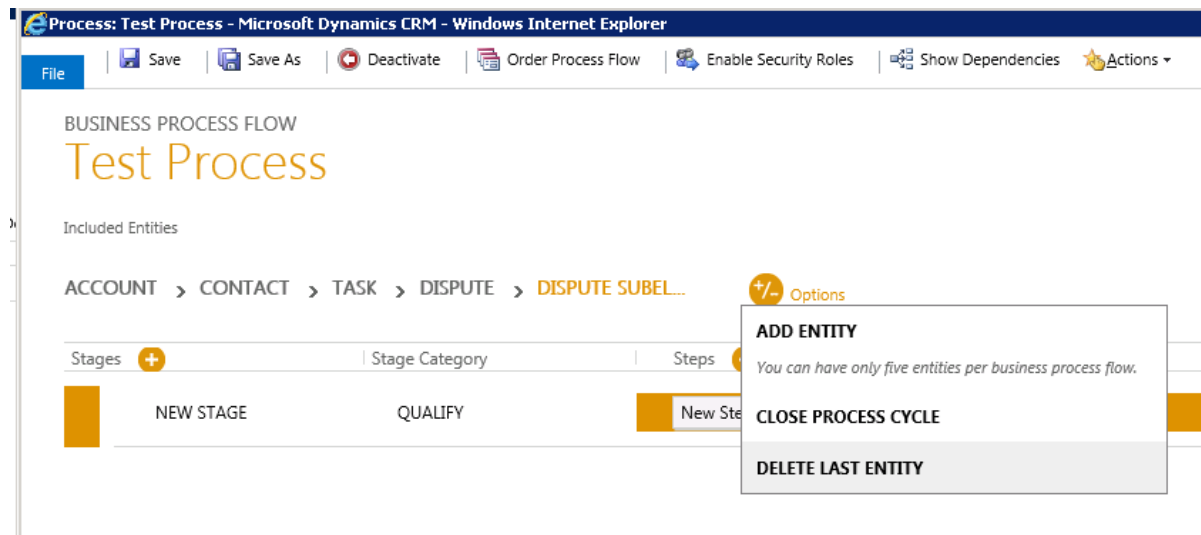 Process: Test Process - Microsoft Dynamics CRM - Windows Internet Explorer
File Save Save As Deactivate Order Process Flow Enable Security Roles Show Dependencies Actions
BUSINESS PROCESS FLOW
Test Process
Included Entities
ACCOUNT > CONTACT > TASK > DISPUTE > DISPUTE SUBEL... +/- Options
ADD ENTITY
You can have only five entities per business process flow.
CLOSE PROCESS CYCLE
DELETE LAST ENTITY
Stages + Stage Category Steps
NEW STAGE QUALIFY New Ste